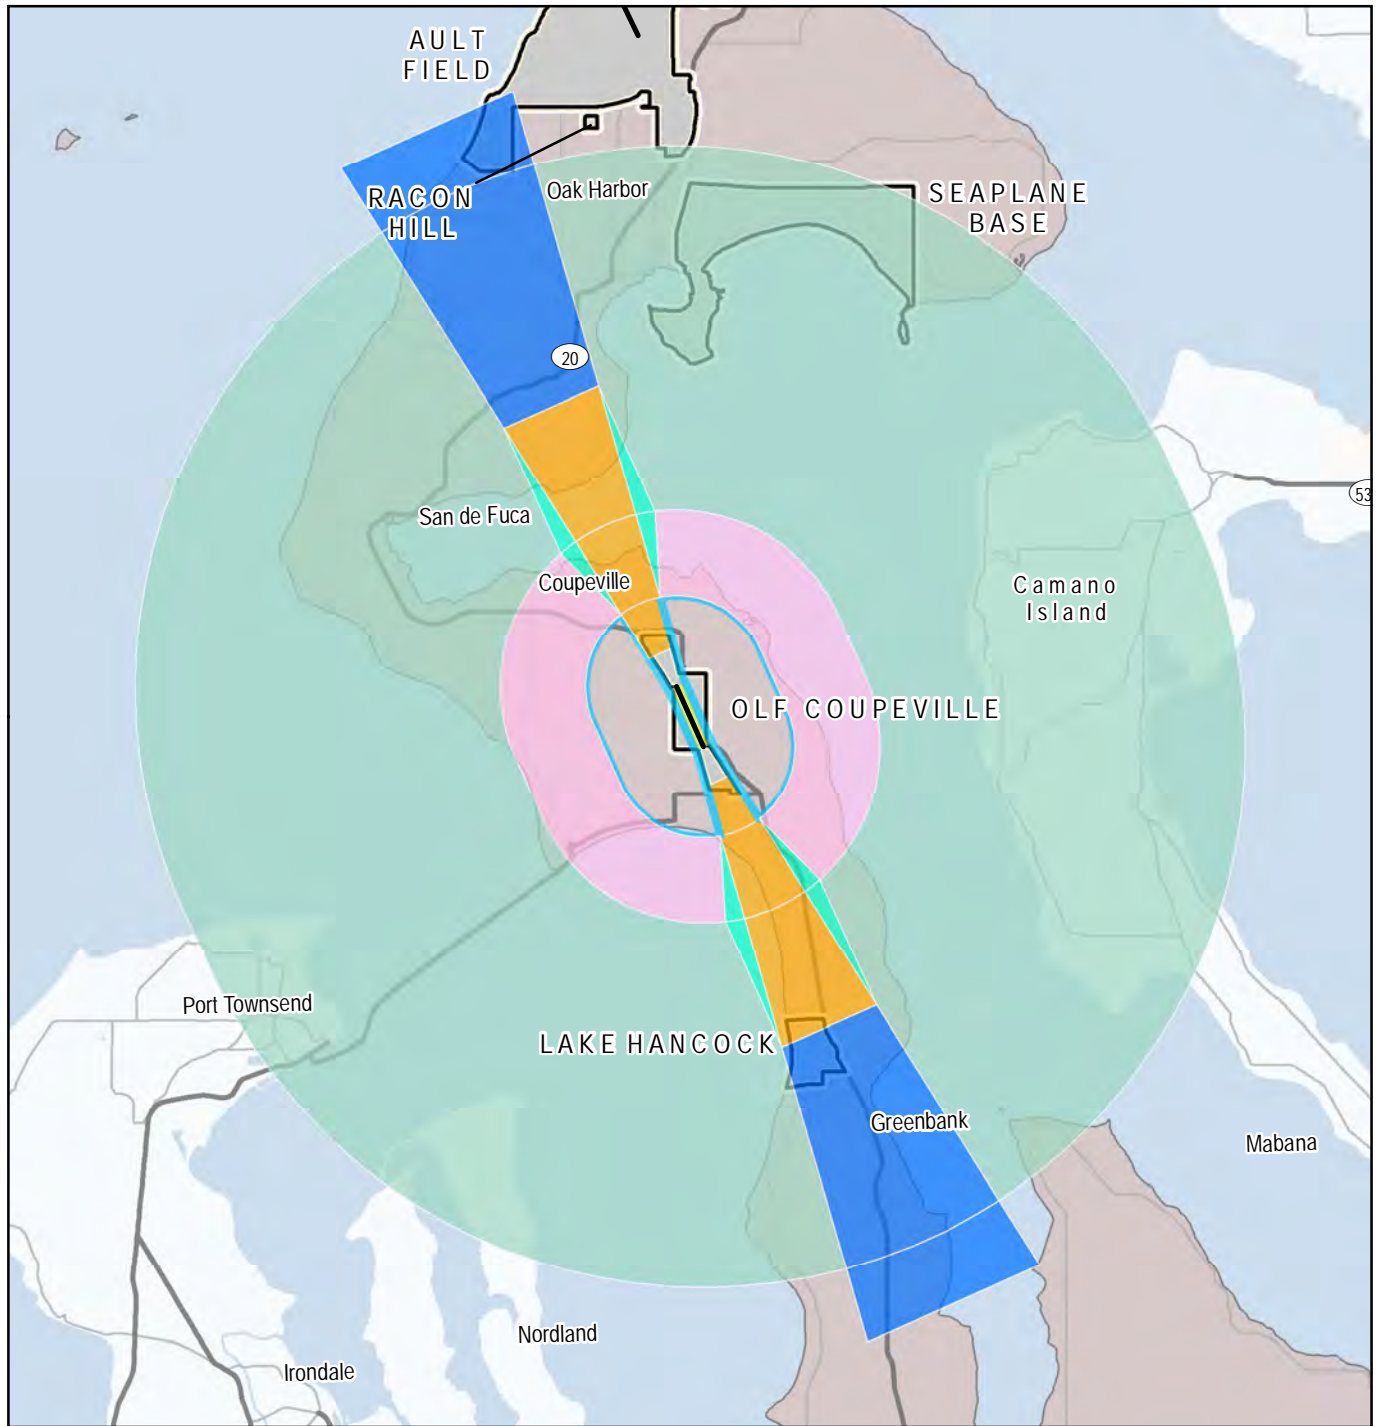 AULT
FIELD
RACON
HILL
Oak Harbor
SEAPLANE
BASE
20
53
San de Fuca
Coupeville
Camano
Island
OLF COUPEVILLE
Port Townsend
LAKE HANCOCK
Greenbank
Mabana
Nordland
Irondale